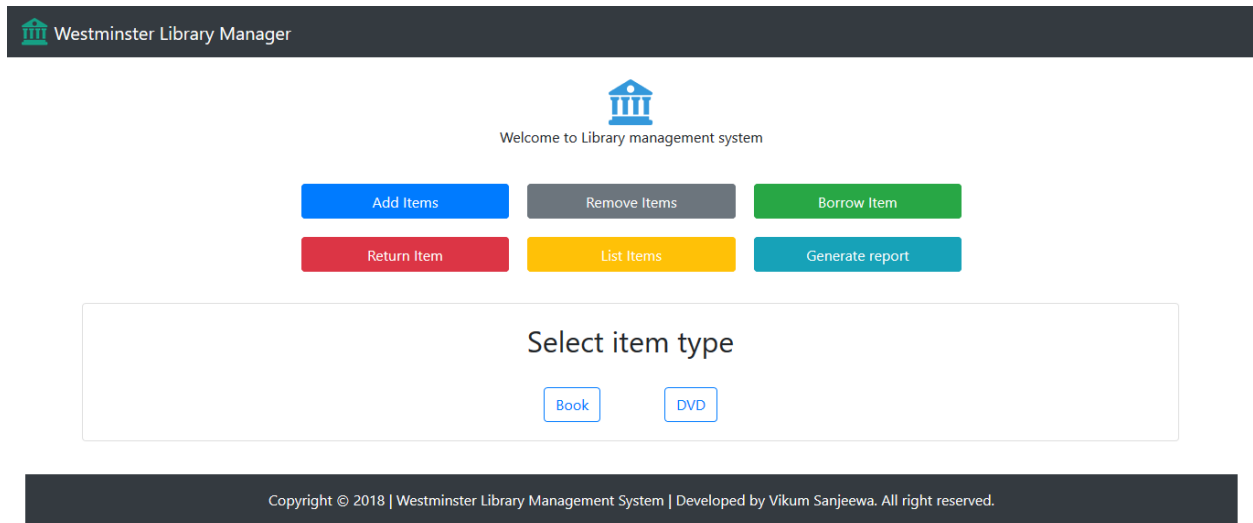 Westminster Library Manager
Welcome to Library management system
Add Items
Remove Items
Borrow Item
Return Item
List Items
Generate report
Select item type
Book
DVD
Copyright © 2018 | Westminster Library Management System | Developed by Vikum Sanjeewa. All right reserved.